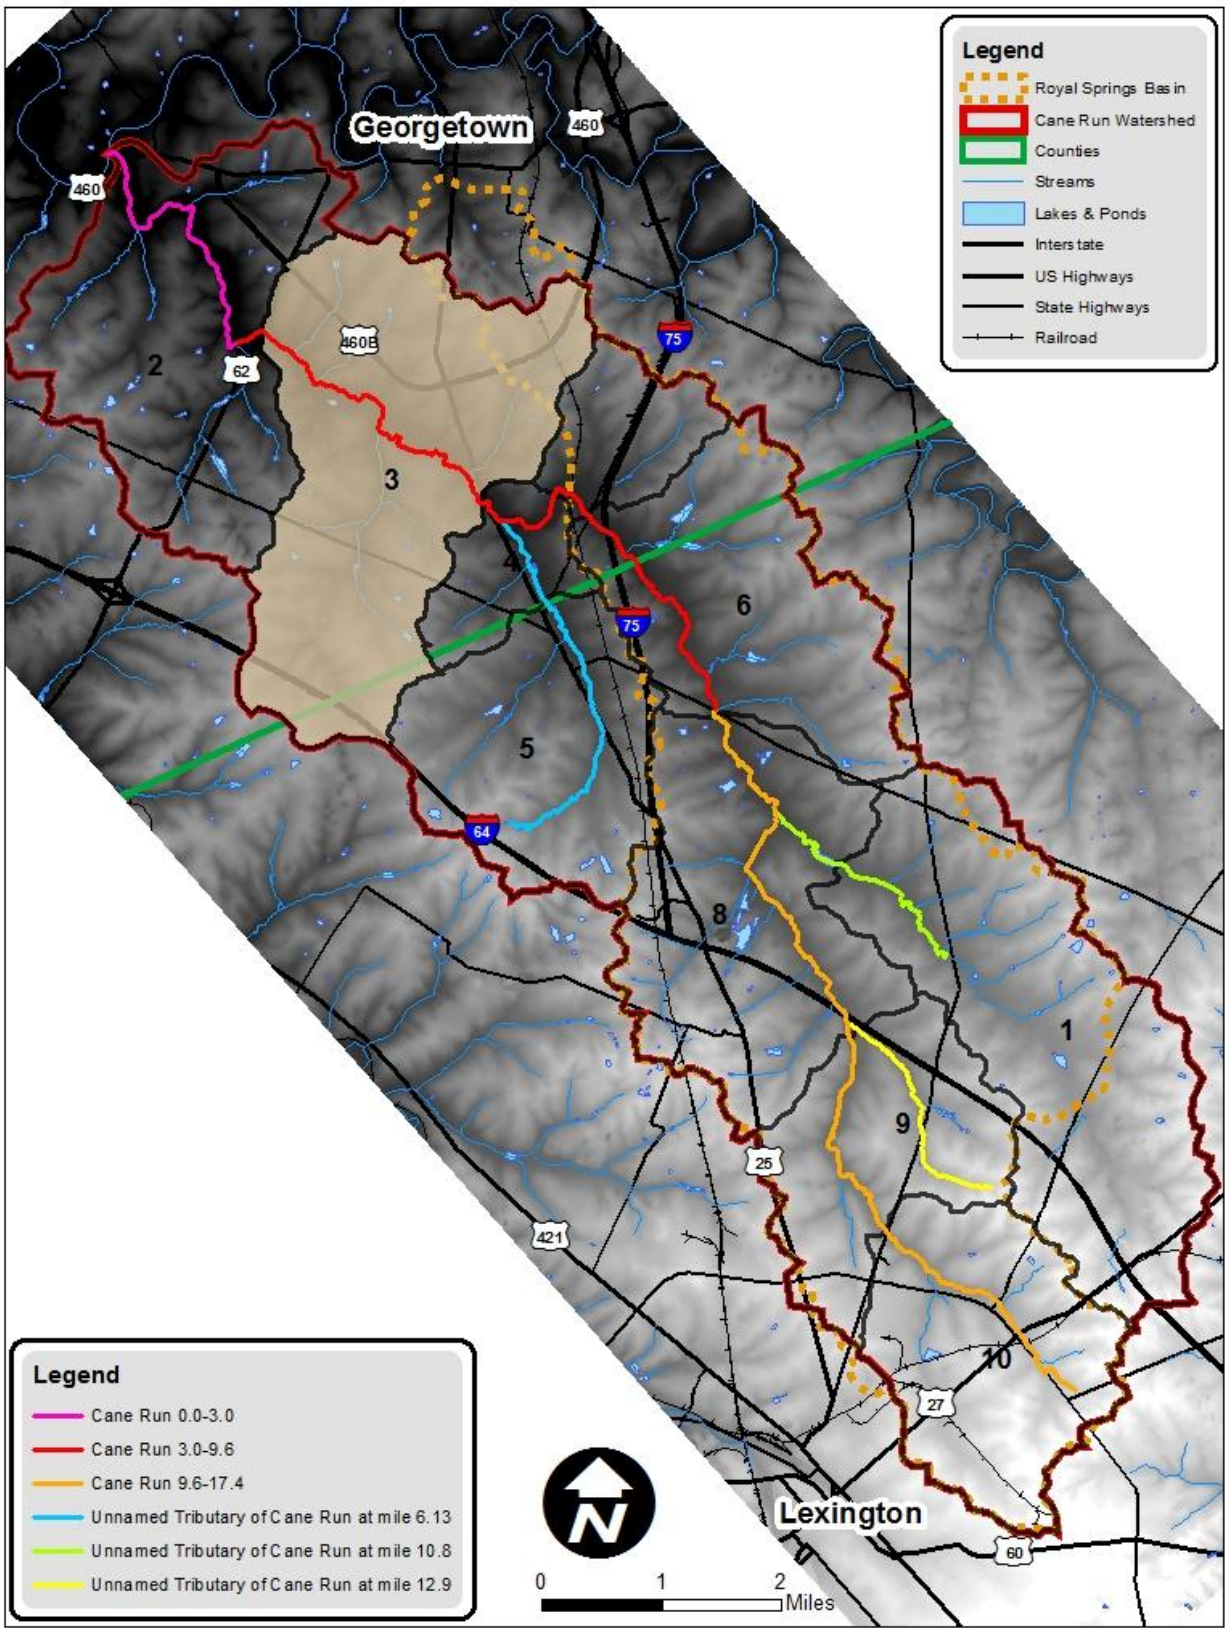 Legend
Royal Springs Basin
Cane Run Watershed
Counties
Streams
Lakes & Ponds
Interstate
US Highways
State Highways
Railroad
Georgetown
460
460
75
460B
2
62
3
4
6
75
5
64
8
1
9
25
421
10
27
Lexington
60
Legend
Cane Run 0.0-3.0
Cane Run 3.0-9.6
Cane Run 9.6-17.4
Unnamed Tributary of Cane Run at mile 6.13
Unnamed Tributary of Cane Run at mile 10.8
Unnamed Tributary of Cane Run at mile 12.9
N
0 1 2
Miles